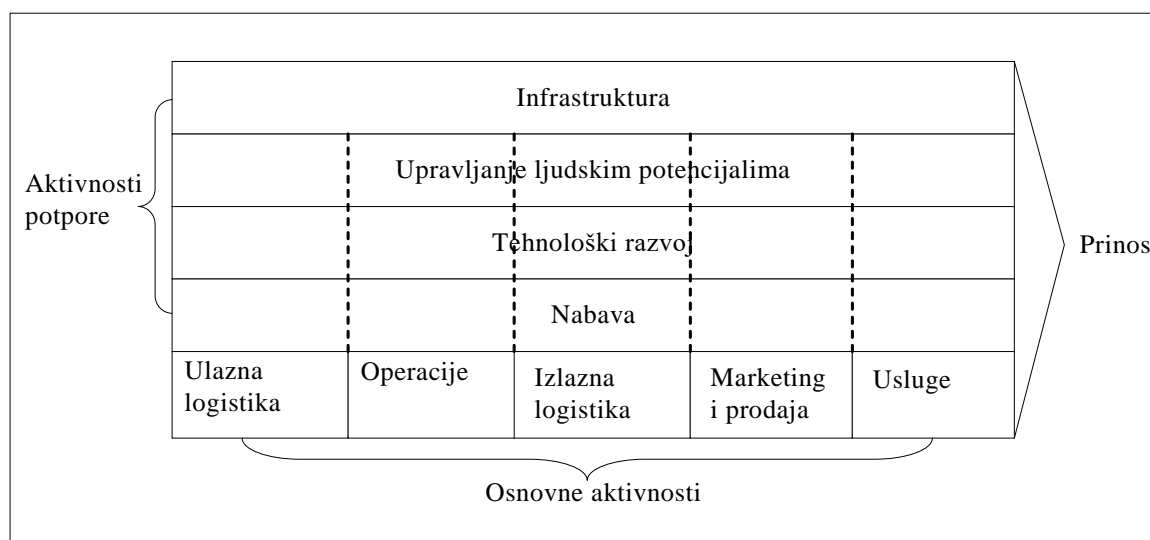 Infrastruktura
Aktivnosti
potpore
Upravljanje ljudskim potencijalima
Tehnološki razvoj
Prinos
Nabava
Ulazna
logistika
Operacije
Izlazna
logistika
Marketing
i prodaja
Usluge
Osnovne aktivnosti